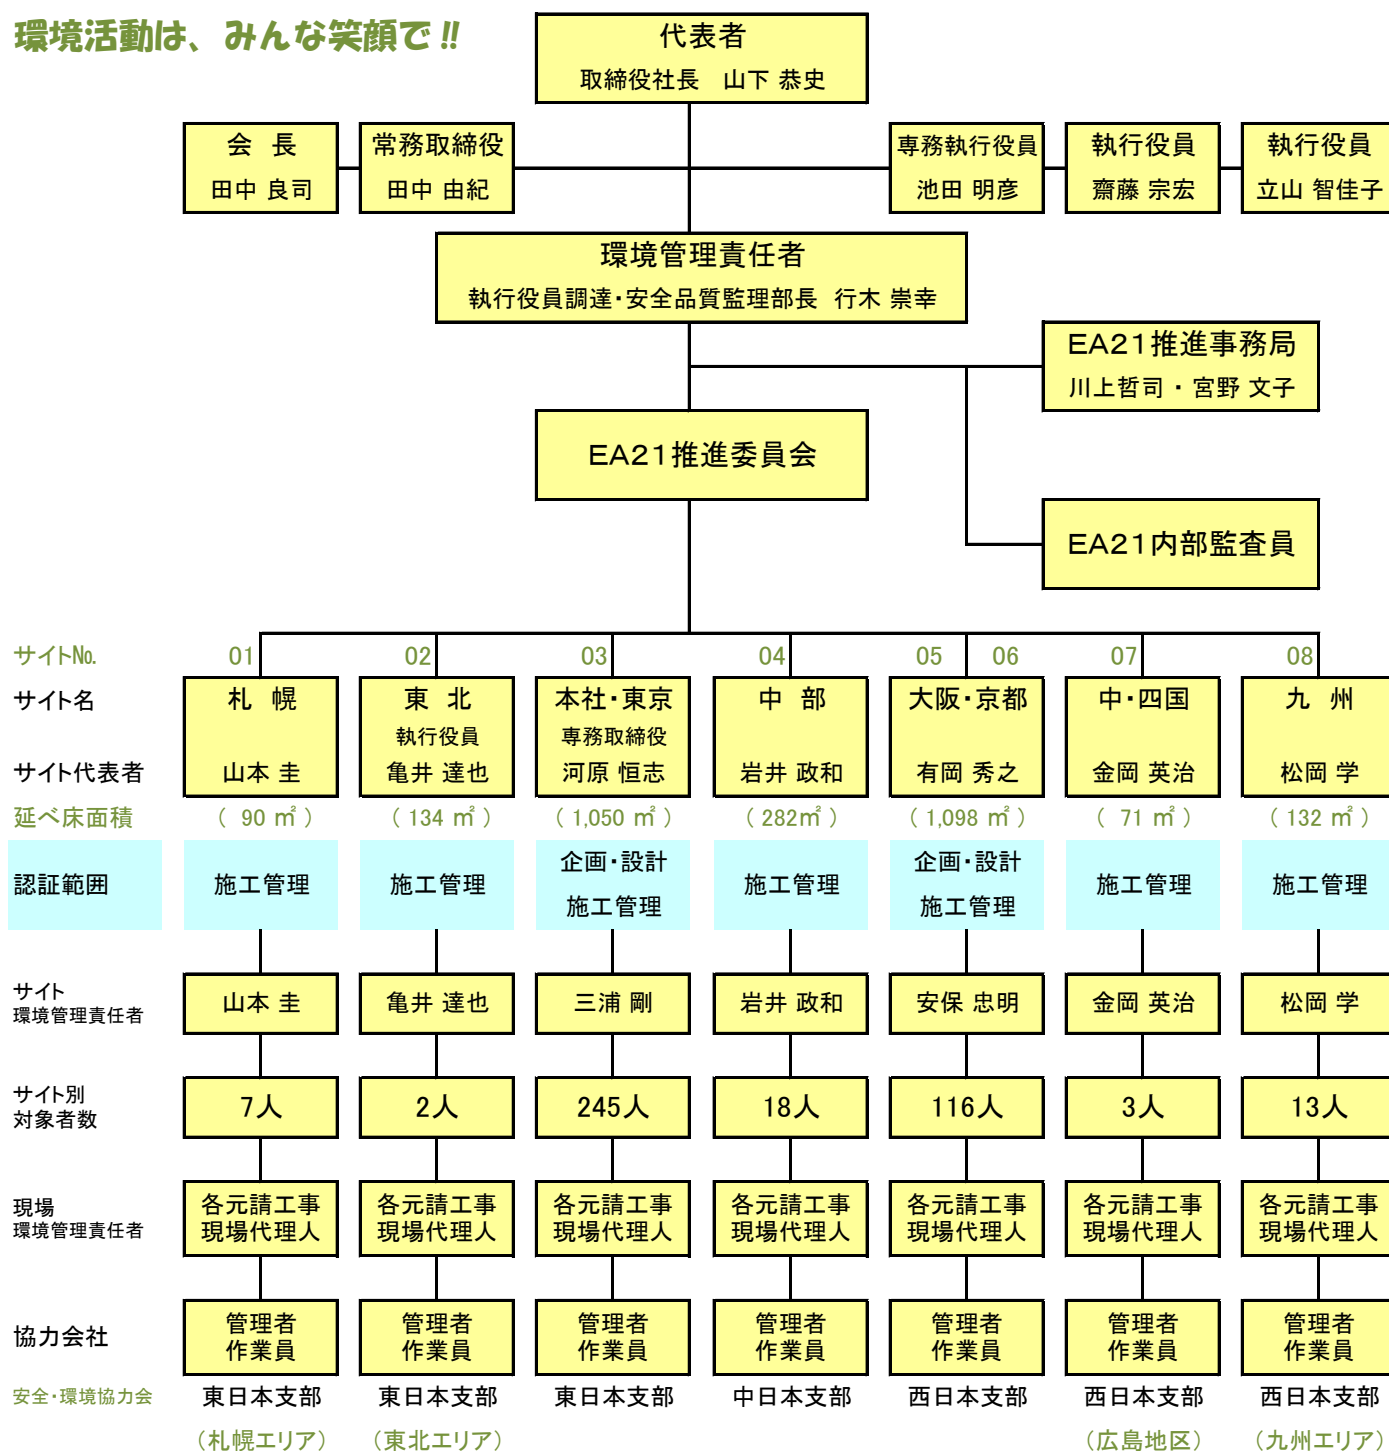 環境活動は、みんな笑顔で!!
代表者
取締役社長　山下 恭史
会 長
田中 良司
常務取締役
田中 由紀
専務執行役員
池田 明彦
執行役員
齋藤 宗宏
執行役員
立山 智佳子
環境管理責任者
執行役員調達・安全品質監理部長 行木 崇幸
EA21推進事務局
川上哲司・宮野 文子
EA21推進委員会
EA21内部監査員
サイト№ 01 02 03 04 05 06 07 08
サイト名 札 幌 東 北 本社・東京 中 部 大阪・京都 中・四国 九 州
執行役員 専務取締役
サイト代表者 山本 圭 亀井 達也 河原 恒志 岩井 政和 有岡 秀之 金岡 英治 松岡 学
延べ床面積 ( 90 ㎡ ) ( 134 ㎡ ) ( 1,050 ㎡ ) ( 282㎡ ) ( 1,098 ㎡ ) ( 71 ㎡ ) ( 132 ㎡ )
企画・設計 企画・設計
認証範囲 施工管理 施工管理 施工管理 施工管理 施工管理 施工管理 施工管理
サイト
環境管理責任者 山本 圭 亀井 達也 三浦 剛 岩井 政和 安保 忠明 金岡 英治 松岡 学
サイト別
対象者数 7人 2人 245人 18人 116人 3人 13人
現場 各元請工事 各元請工事 各元請工事 各元請工事 各元請工事 各元請工事 各元請工事
環境管理責任者 現場代理人 現場代理人 現場代理人 現場代理人 現場代理人 現場代理人 現場代理人
管理者 管理者 管理者 管理者 管理者 管理者 管理者
協力会社 作業員 作業員 作業員 作業員 作業員 作業員 作業員
安全・環境協力会 東日本支部 東日本支部 東日本支部 中日本支部 西日本支部 西日本支部 西日本支部
（札幌エリア） （東北エリア） （広島地区） （九州エリア）